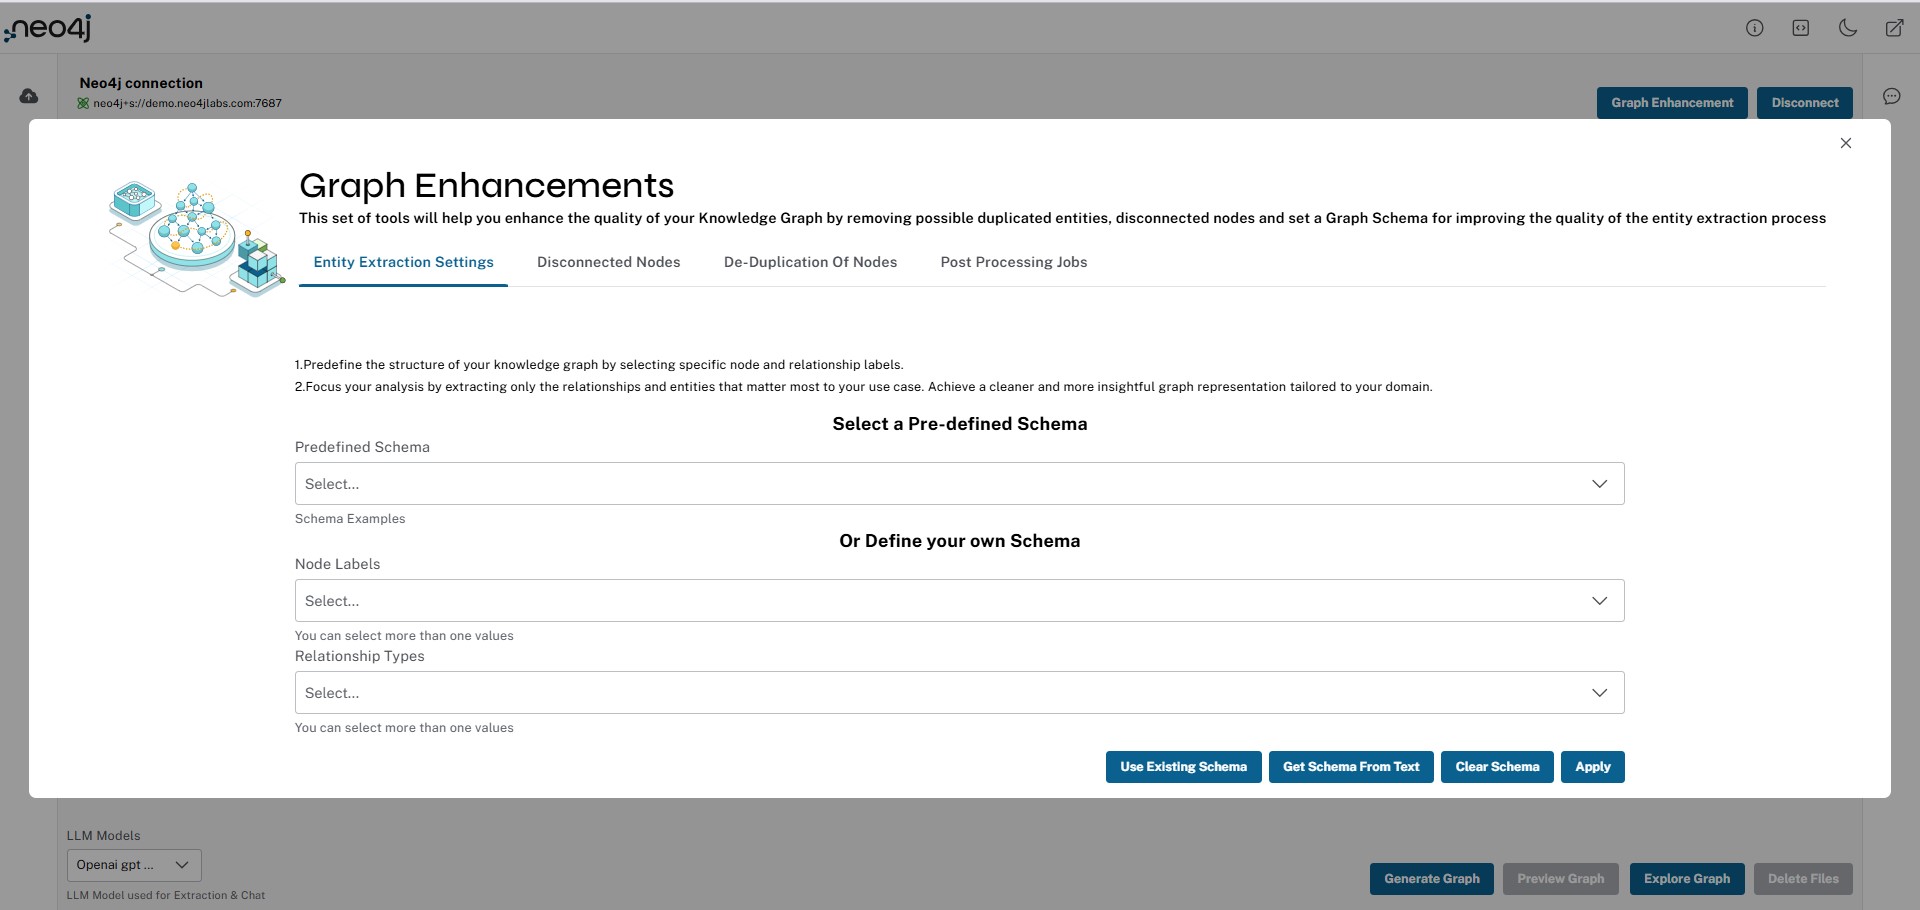 neo4j
Neo4j connection
neo4j+s://demo.neo4jlabs.com:7687
Graph Enhancement
Disconnect
Graph Enhancements
This set of tools will help you enhance the quality of your Knowledge Graph by removing possible duplicated entities, disconnected nodes and set a Graph Schema for improving the quality of the entity extraction process
Entity Extraction Settings
Disconnected Nodes
De-Duplication Of Nodes
Post Processing Jobs
1.Predefine the structure of your knowledge graph by selecting specific node and relationship labels.
2.Focus your analysis by extracting only the relationships and entities that matter most to your use case. Achieve a cleaner and more insightful graph representation tailored to your domain.
Select a Pre-defined Schema
Predefined Schema
Select...
Schema Examples
Or Define your own Schema
Node Labels
Select...
You can select more than one values
Relationship Types
Select...
You can select more than one values
Use Existing Schema
Get Schema From Text
Clear Schema
Apply
LLM Models
Openai gpt ...
LLM Model used for Extraction & Chat
Generate Graph
Preview Graph
Explore Graph
Delete Files